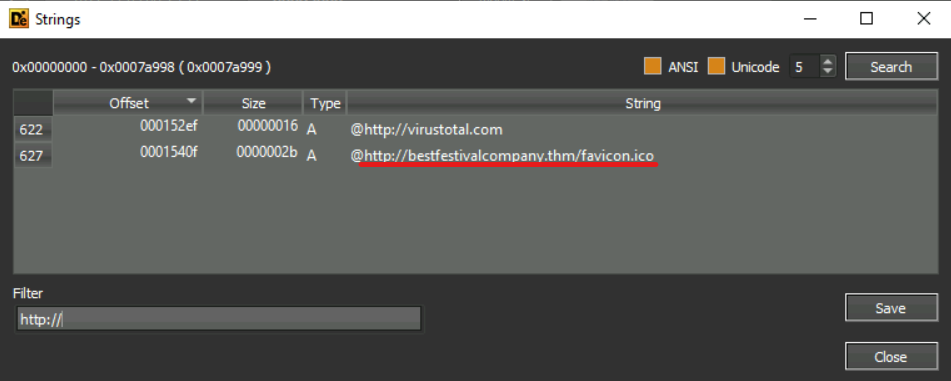 De Strings
0x00000000 - 0x0007a998 ( 0x0007a999 ) ANSI Unicode 5 Search
Offset Size Type String
622 000152ef 00000016 A @http://virustotal.com
627 0001540f 0000002b A @http://bestfestivalcompany.thm/favicon.ico
Filter
http://
Save
Close